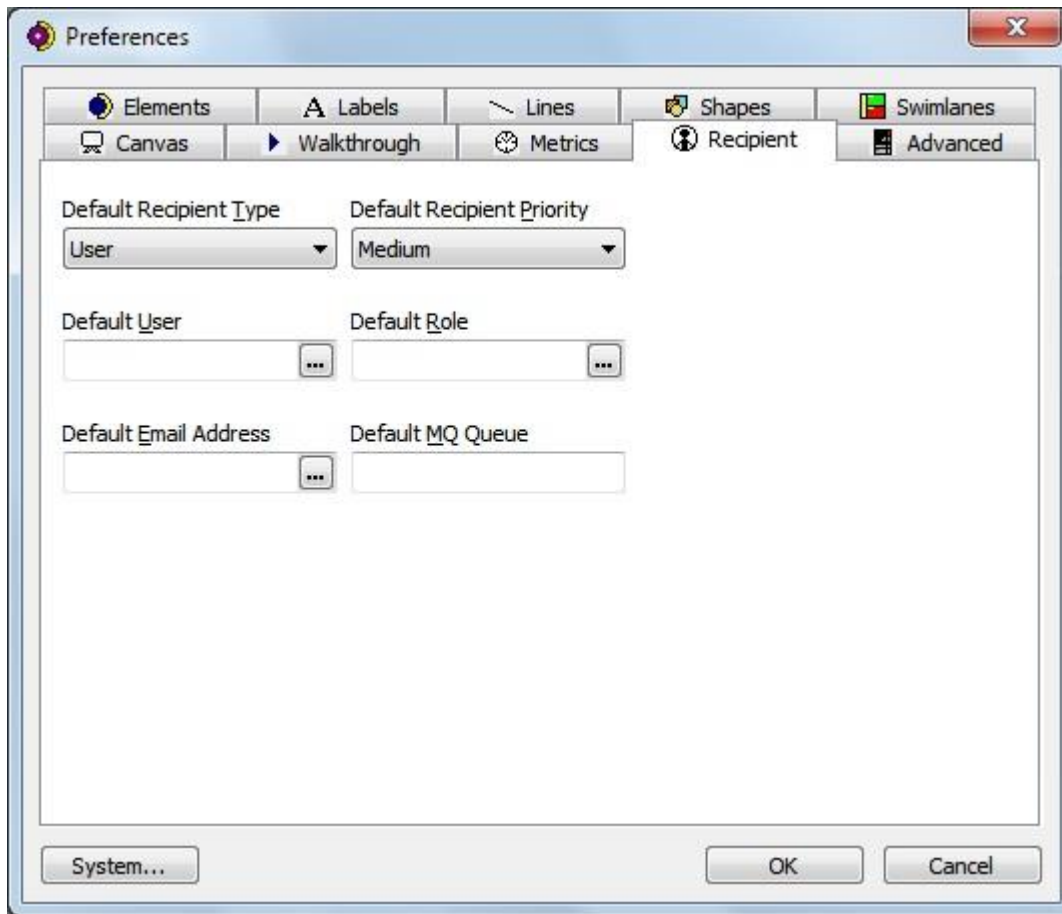 Preferences
Elements Labels Lines Shapes Swimlanes
Canvas Walkthrough Metrics Recipient Advanced
Default Recipient Type Default Recipient Priority
User Medium
Default User Default Role
... ...
Default Email Address Default MQ Queue
...
System... OK Cancel